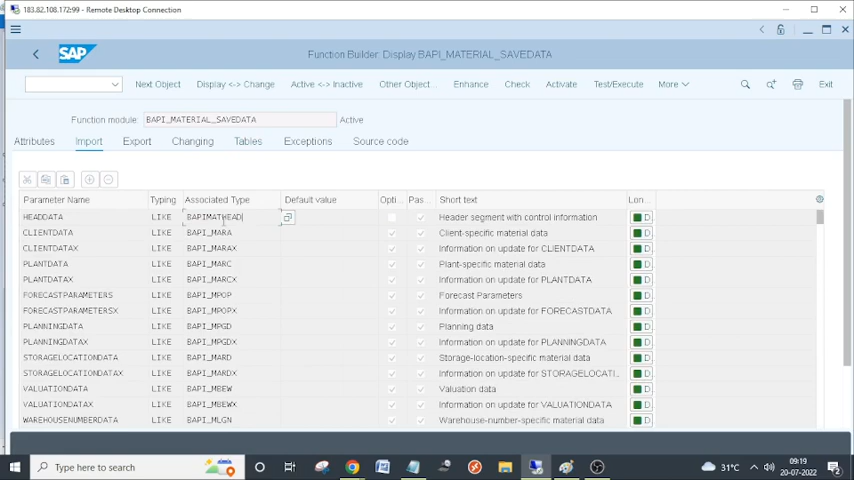 183.82.108.172:99 - Remote Desktop Connection
SAP
Function Builder: Display BAPI_MATERIAL_SAVEDATA
Next Object Display <-> Change Active <-> Inactive Other Object... Enhance Check Activate Test/Execute More Exit
Function module: BAPI_MATERIAL_SAVEDATA Active
Attributes Import Export Changing Tables Exceptions Source code
Parameter Name Typing Associated Type Default value Opti... Pas... Short text Lon...
HEADDATA LIKE BAPIMATHEAD Header segment with control information D
CLIENTDATA LIKE BAPI_MARA Client-specific material data D
CLIENTDATAX LIKE BAPI_MARAX Information on update for CLIENTDATA D
PLANTDATA LIKE BAPI_MARC Plant-specific material data D
PLANTDATAX LIKE BAPI_MARCX Information on update for PLANTDATA D
FORECASTPARAMETERS LIKE BAPI_MPOP Forecast Parameters D
FORECASTPARAMETERSX LIKE BAPI_MPOPX Information on update for FORECASTDATA D
PLANNINGDATA LIKE BAPI_MPGD Planning data D
PLANNINGDATAX LIKE BAPI_MPGDX Information on update for PLANNINGDATA D
STORAGELOCATIONDATA LIKE BAPI_MARD Storage-location-specific material data D
STORAGELOCATIONDATAX LIKE BAPI_MARDX Information on update for STORAGELOCATI... D
VALUATIONDATA LIKE BAPI_MBEW Valuation data D
VALUATIONDATAX LIKE BAPI_MBEWX Information on update for VALUATIONDATA D
WAREHOUSENUMBERDATA LIKE BAPI_MLGN Warehouse-number-specific material data D
Type here to search
31°C
09:19
20-07-2022
2